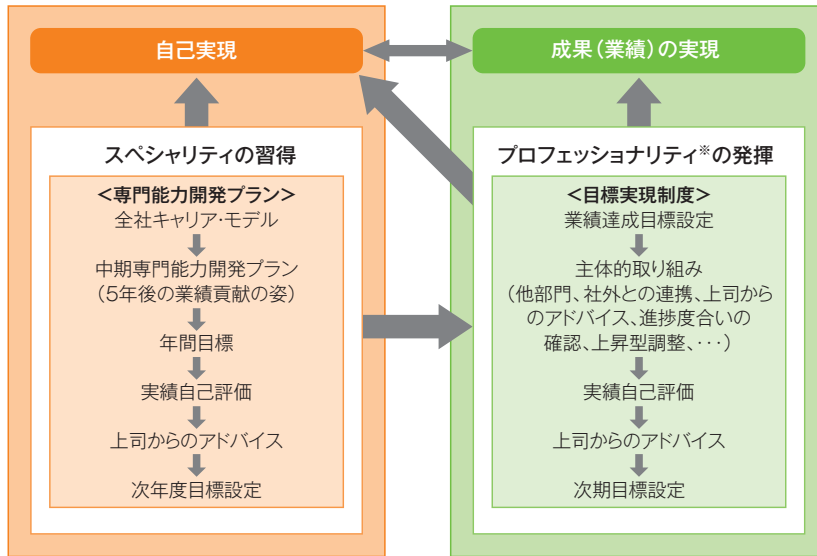 自己実現
成果（業績）の実現
スペシャリティの習得
＜専門能力開発プラン＞
全社キャリア・モデル
中期専門能力開発プラン
（5年後の業績貢献の姿）
年間目標
実績自己評価
上司からのアドバイス
次年度目標設定
プロフェッショナリティ※の発揮
＜目標実現制度＞
業績達成目標設定
主体的取り組み
（他部門、社外との連携、上司から
のアドバイス、進捗度合いの
確認、上昇型調整、･･･）
実績自己評価
上司からのアドバイス
次期目標設定